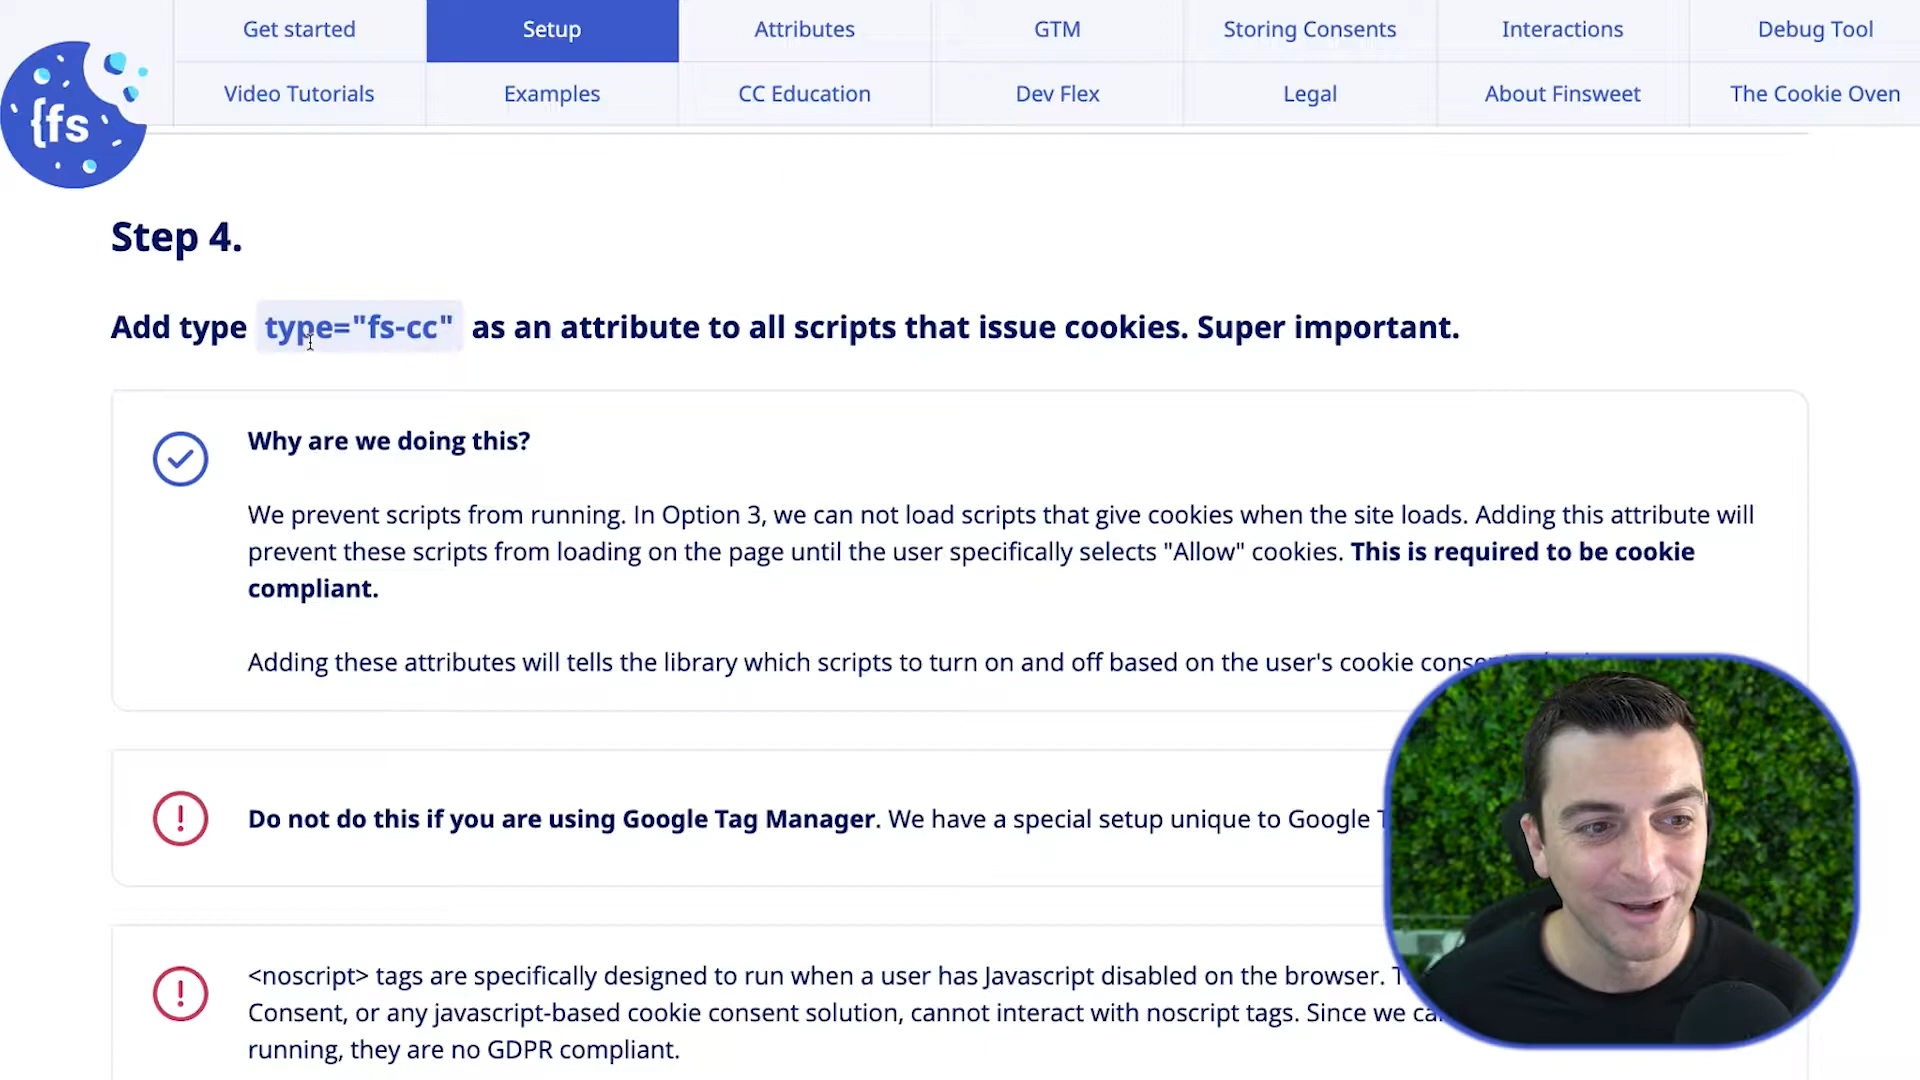 Get started
Setup
Attributes
GTM
Storing Consents
Interactions
Debug Tool
Video Tutorials
Examples
CC Education
Dev Flex
Legal
About Finsweet
The Cookie Oven
{fs
Step 4.
Add type type="fs-cc" as an attribute to all scripts that issue cookies. Super important.
Why are we doing this?
We prevent scripts from running. In Option 3, we can not load scripts that give cookies when the site loads. Adding this attribute will
prevent these scripts from loading on the page until the user specifically selects "Allow" cookies. This is required to be cookie
compliant.
Adding these attributes will tells the library which scripts to turn on and off based on the user's cookie
Do not do this if you are using Google Tag Manager. We have a special setup unique to Google
<noscript> tags are specifically designed to run when a user has Javascript disabled on the browser.
Consent, or any javascript-based cookie consent solution, cannot interact with noscript tags. Since we
running, they are no GDPR compliant.